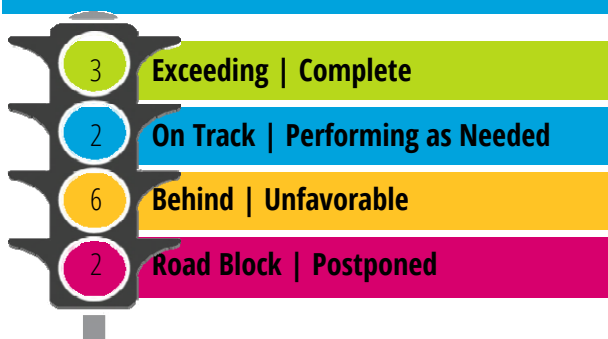 3 Exceeding | Complete
2 On Track | Performing as Needed
6 Behind | Unfavorable
2 Road Block | Postponed